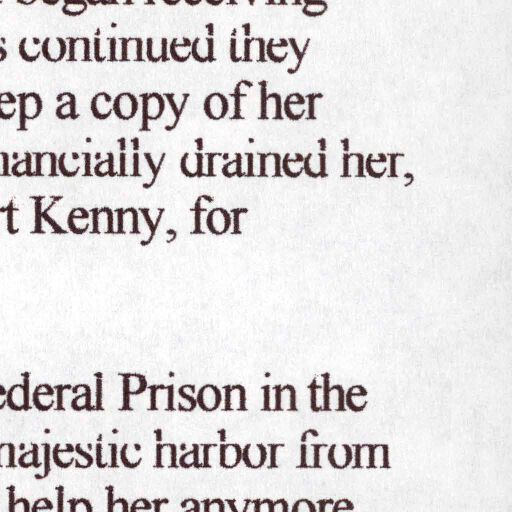 began receiving
s continued they
ep a copy of her
nancially drained her,
rt Kenny, for
ederal Prison in the
majestic harbor from
help her anymore